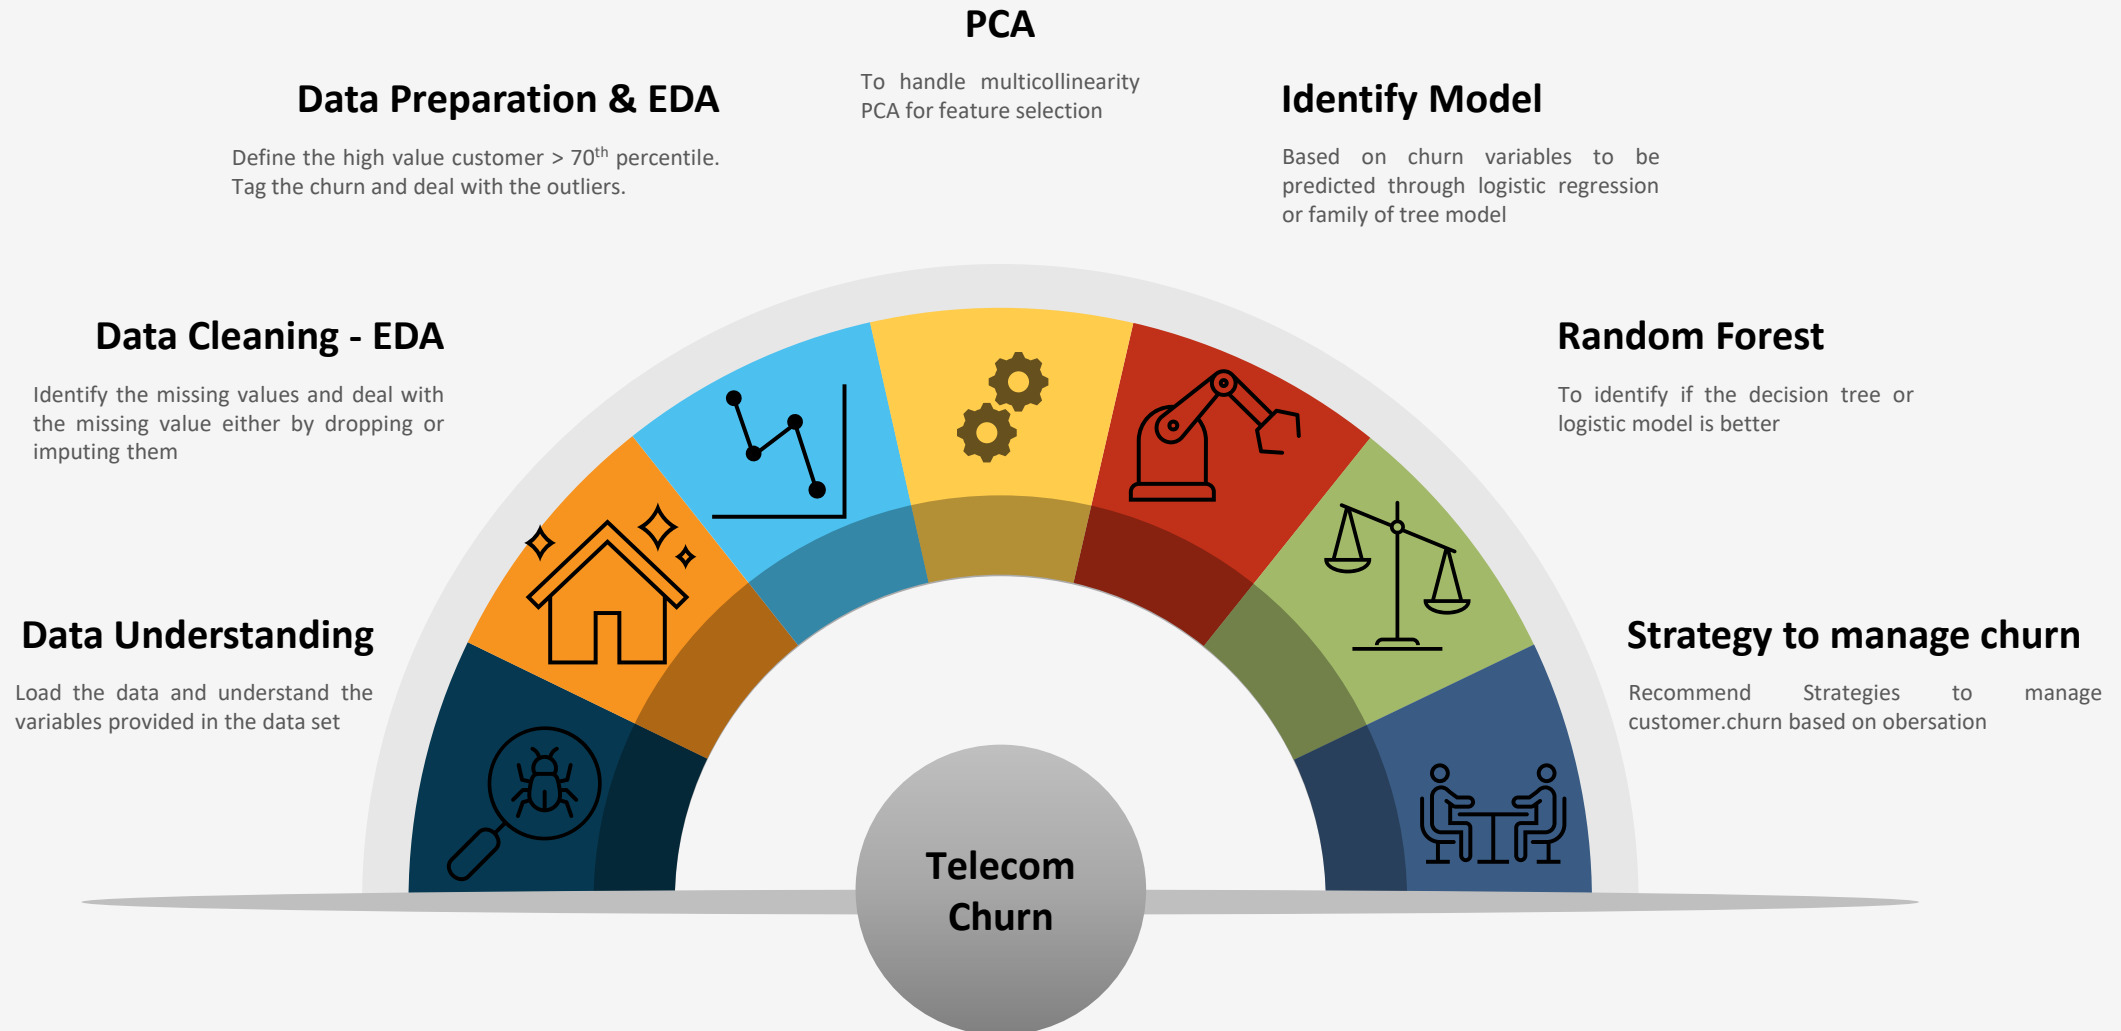 PCA
To handle multicollinearity
PCA for feature selection
Data Preparation & EDA
Define the high value customer > 70th percentile.
Tag the churn and deal with the outliers.
Identify Model
Based on churn variables to be
predicted through logistic regression
or family of tree model
Data Cleaning - EDA
Identify the missing values and deal with
the missing value either by dropping or
imputing them
Random Forest
To identify if the decision tree or
logistic model is better
Data Understanding
Load the data and understand the
variables provided in the data set
Strategy to manage churn
Recommend Strategies to manage
customer.churn based on obersation
Telecom
Churn